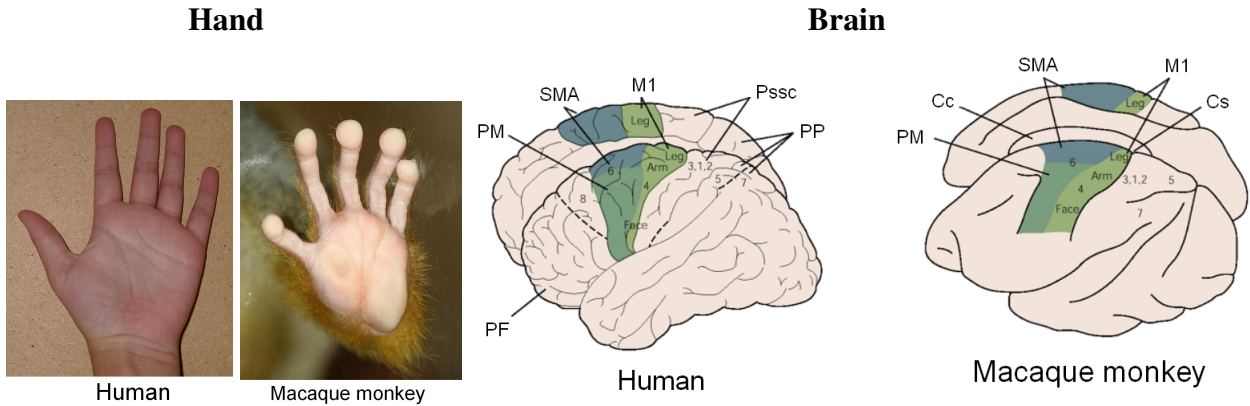 Hand
Brain
Human
Macaque monkey
SMA
M1
Pssc
PM
PP
Leg
Leg
Arm
3,1,2
6
5
7
4
8
Face
PF
Human
SMA
M1
Cc
Cs
PM
Leg
Leg
6
Arm
3,1,2
5
4
Face
7
Macaque monkey